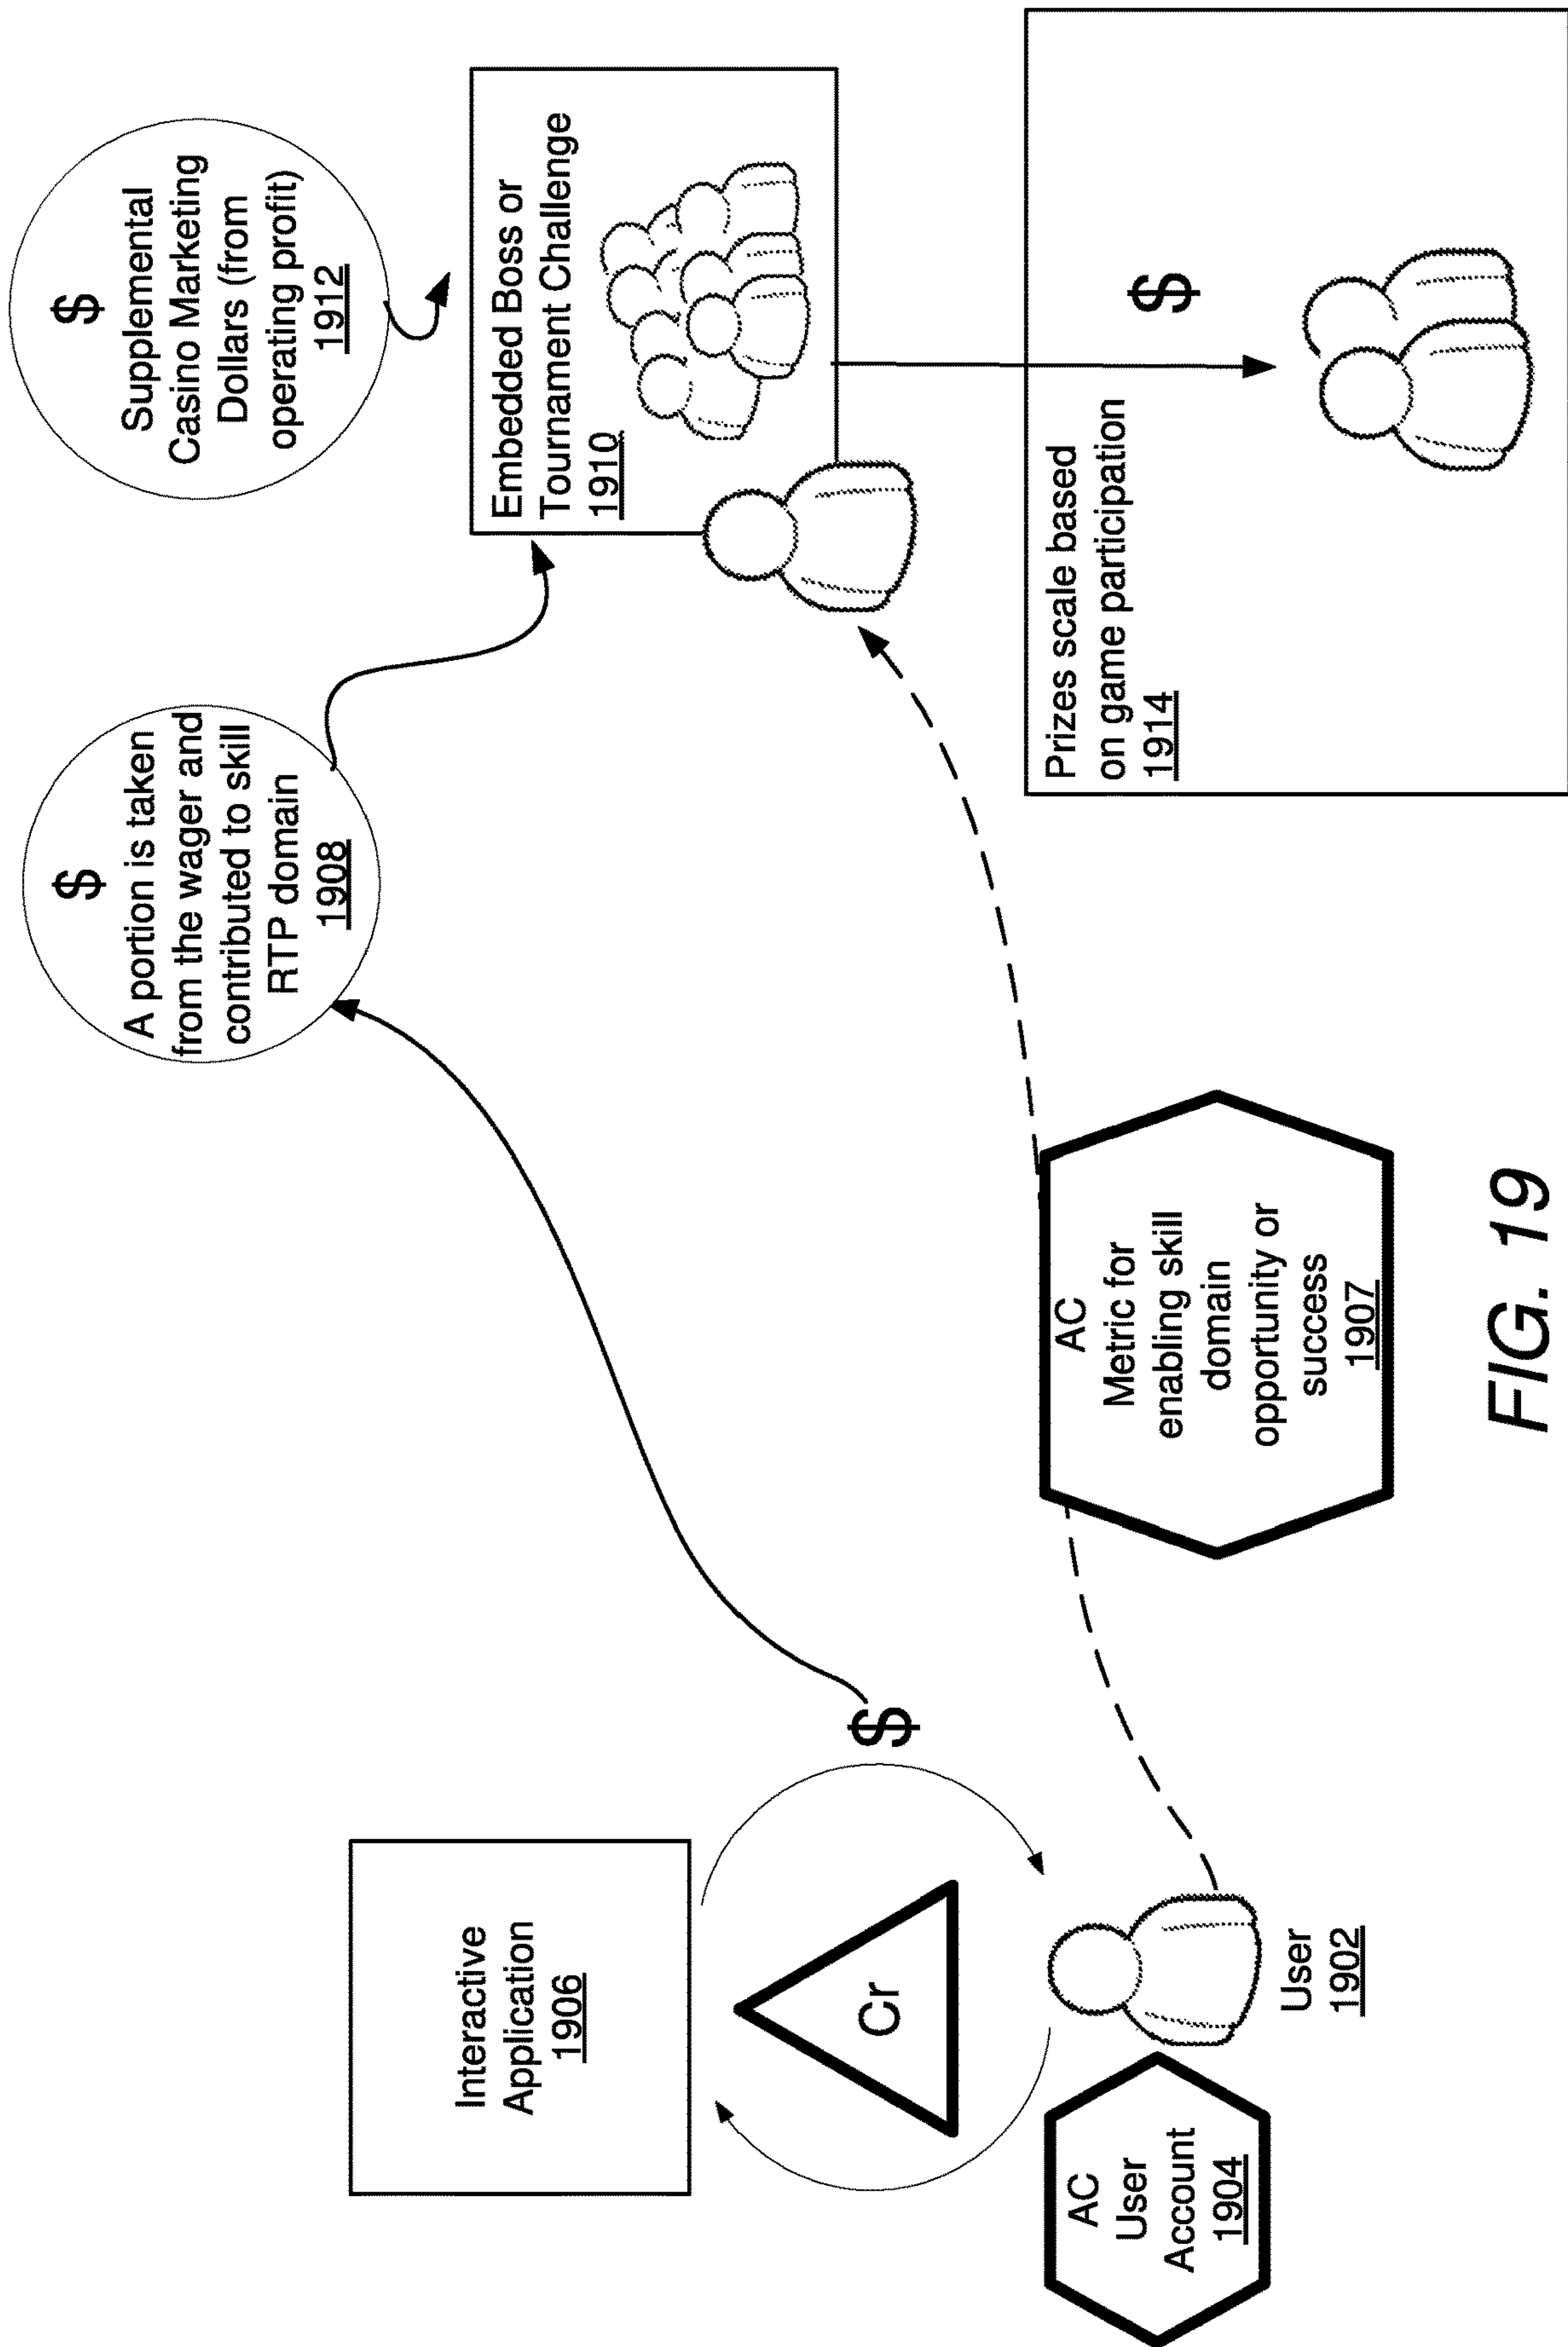 Interactive
Application
1906
Cr
$
AC
User
Account
1904
User
1902
$
A portion is taken
from the wager and
contributed to skill
RTP domain
1908
AC
Metric for
enabling skill
domain
opportunity or
success
1907
$
Supplemental
Casino Marketing
Dollars (from
operating profit)
1912
Embedded Boss or
Tournament Challenge
1910
Prizes scale based
on game participation
1914
$
FIG. 19